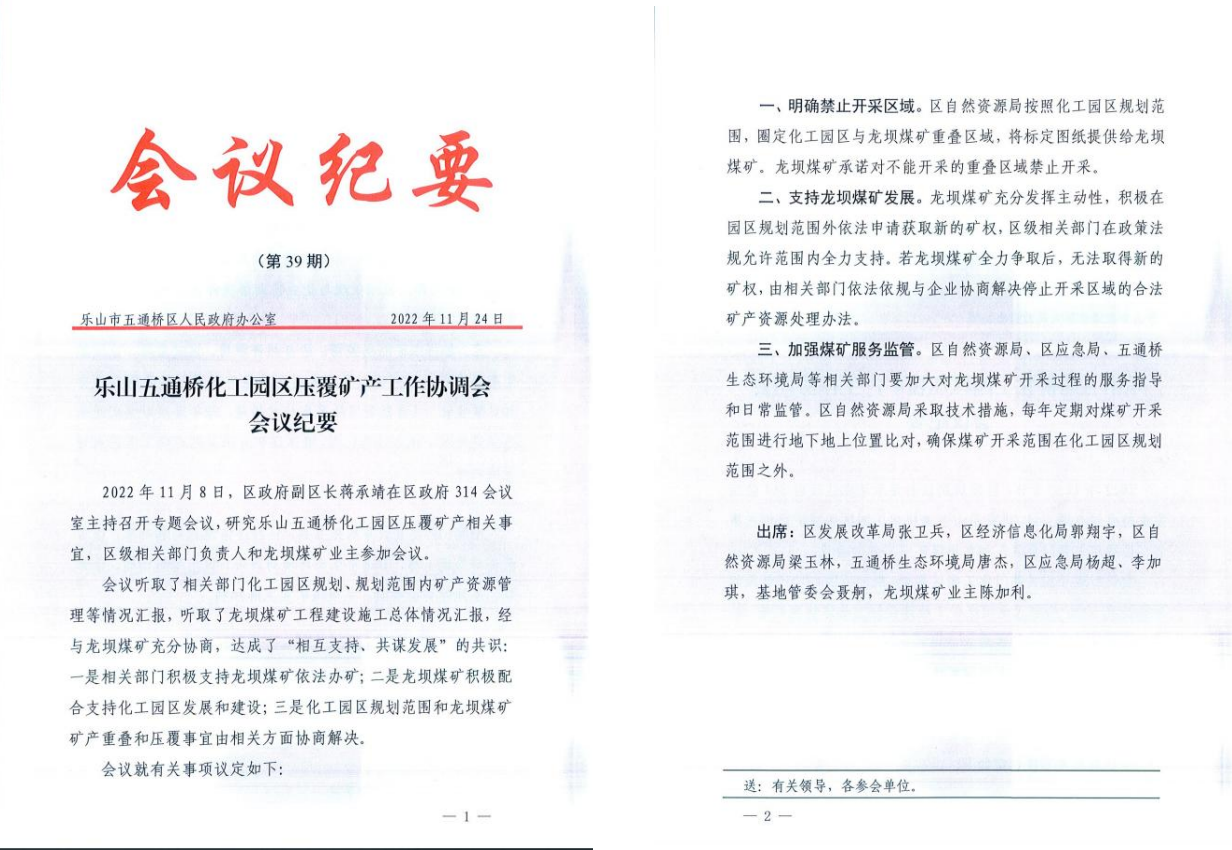 会议纪要
（第 39 期）
乐山市五通桥区人民政府办公室 2022 年 11 月 24 日
乐山五通桥化工园区压覆矿产工作协调会
会议纪要
2022 年 11 月 8 日，区政府副区长蒋承靖在区政府 314 会议
室主持召开专题会议，研究乐山五通桥化工园区压覆矿产相关事
宜，区级相关部门负责人和龙坝煤矿业主参加会议。
会议听取了相关部门化工园区规划、规划范围内矿产资源管
理等情况汇报，听取了龙坝煤矿工程建设施工总体情况汇报，经
与龙坝煤矿充分协商，达成了“相互支持、共谋发展”的共识：
一是相关部门积极支持龙坝煤矿依法办矿；二是龙坝煤矿积极配
合支持化工园区发展和建设；三是化工园区规划范围和龙坝煤矿
矿产重叠和压覆事宜由相关方面协商解决。
会议就有关事项议定如下：
— 1 —
一、明确禁止开采区域。区自然资源局按照化工园区规划范
围，圈定化工园区与龙坝煤矿重叠区域，将标定图纸提供给龙坝
煤矿。龙坝煤矿承诺对不能开采的重叠区域禁止开采。
二、支持龙坝煤矿发展。龙坝煤矿充分发挥主动性，积极在
园区规划范围外依法申请获取新的矿权，区级相关部门在政策法
规允许范围内全力支持。若龙坝煤矿全力争取后，无法取得新的
矿权，由相关部门依法依规与企业协商解决停止开采区域的合法
矿产资源处理办法。
三、加强煤矿服务监管。区自然资源局、区应急局、五通桥
生态环境局等相关部门要加大对龙坝煤矿开采过程的服务指导
和日常监管。区自然资源局采取技术措施，每年定期对煤矿开采
范围进行地下地上位置比对，确保煤矿开采范围在化工园区规划
范围之外。
出席：区发展改革局张卫兵，区经济信息化局郭翔宇，区自
然资源局梁玉林，五通桥生态环境局唐杰，区应急局杨超、李加
琪，基地管委会聂舸，龙坝煤矿业主陈加利。
送：有关领导，各参会单位。
— 2 —